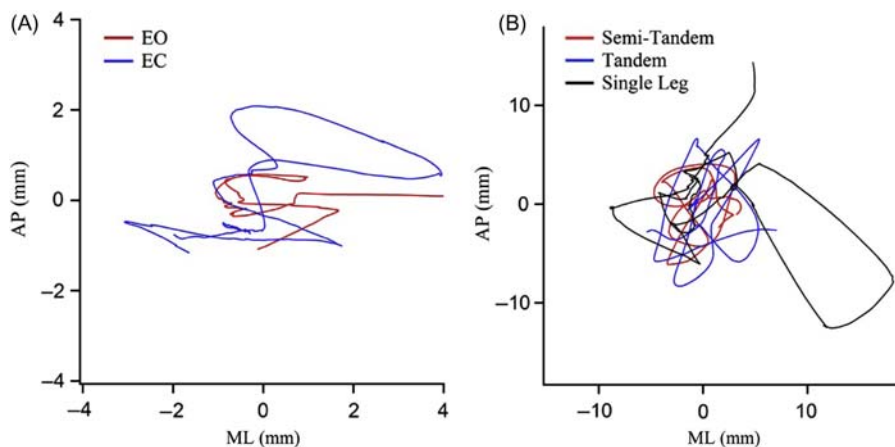 (A)
EO
EC
4
2
0
–2
–4
AP (mm)
–4 –2 0 2 4
ML (mm)
(B)
Semi-Tandem
Tandem
Single Leg
10
0
–10
AP (mm)
–10 0 10
ML (mm)